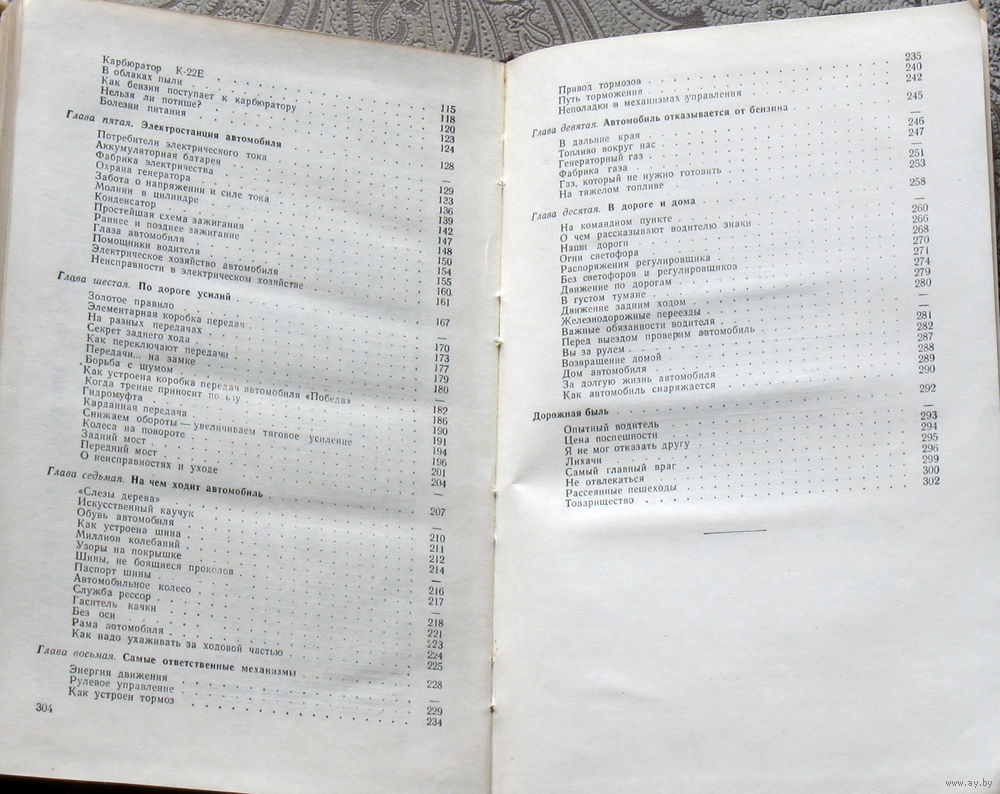 Карбюратор К-22Е 115
В облаках пыли 118
Как бензин поступает к карбюратору 120
Нельзя ли потише? 123
Болезни питания 124
Глава пятая. Электростанция автомобиля 128
Потребители электрического тока —
Аккумуляторная батарея 129
Фабрика электричества 133
Охрана генератора 136
Забота о напряжении и силе тока 139
Молнии в цилиндре 142
Конденсатор 147
Простейшая схема зажигания 148
Раннее и позднее зажигание 150
Глаза автомобиля 154
Помощники водителя 155
Электрическое хозяйство автомобиля 160
Неисправности в электрическом хозяйстве 161
Глава шестая. По дороге усилий 167
Золотое правило —
Элементарная коробка передач 170
На разных передачах 173
Секрет заднего хода 177
Как переключают передачи 179
Передачи... на замке 180
Борьба с шумом —
Как устроена коробка передач автомобиля «Победа» 182
Когда трение приносит пользу 186
Гидромуфта 190
Карданная передача 191
Снижаем обороты — увеличиваем тяговое усиление 194
Колеса на повороте 196
Задний мост 201
Передний мост 204
О неисправностях и уходе —
Глава седьмая. На чем ходит автомобиль 207
«Слезы дерева»
Искусственный каучук 210
Обувь автомобиля 211
Как устроена шина 212
Миллион колебаний 214
Узоры на покрышке —
Шины, не боящиеся проколов 216
Паспорт шины 217
Автомобильное колесо —
Служба рессор 218
Гаситель качки 221
Без оси 223
Рама автомобиля 224
Как надо ухаживать за ходовой частью 225
Глава восьмая. Самые ответственные механизмы 228
Энергия движения —
Рулевое управление 229
Как устроен тормоз 234
304
Привод тормозов 235
Путь торможения 240
Неполадки в механизмах управления 242
Глава девятая. Автомобиль отказывается от бензина 245
В дальние края —
Топливо вокруг нас 246
Генераторный газ 247
Фабрика газа —
Газ, который не нужно готовить 251
На тяжелом топливе 253
Глава десятая. В дороге и дома 258
На командном пункте —
О чем рассказывают водителю знаки 260
Наши дороги 266
Огни светофора 268
Распоряжения регулировщика 270
Без светофоров и регулировщиков 271
Движение по дорогам 274
В густом тумане 279
Движение задним ходом 280
Железнодорожные переезды —
Важные обязанности водителя —
Перед выездом проверим автомобиль 281
Вы за рулем 282
Возвращение домой 287
Дом автомобиля 288
За долгую жизнь автомобиля 289
Как автомобиль снаряжается 290
Дорожная быль 292
Опытный водитель —
Цена поспешности 293
Я не мог отказать другу 294
Лихачи 295
Самый главный враг 296
Не отвлекаться 299
Рассеянные пешеходы 300
Товарищество 302
www.ay.by